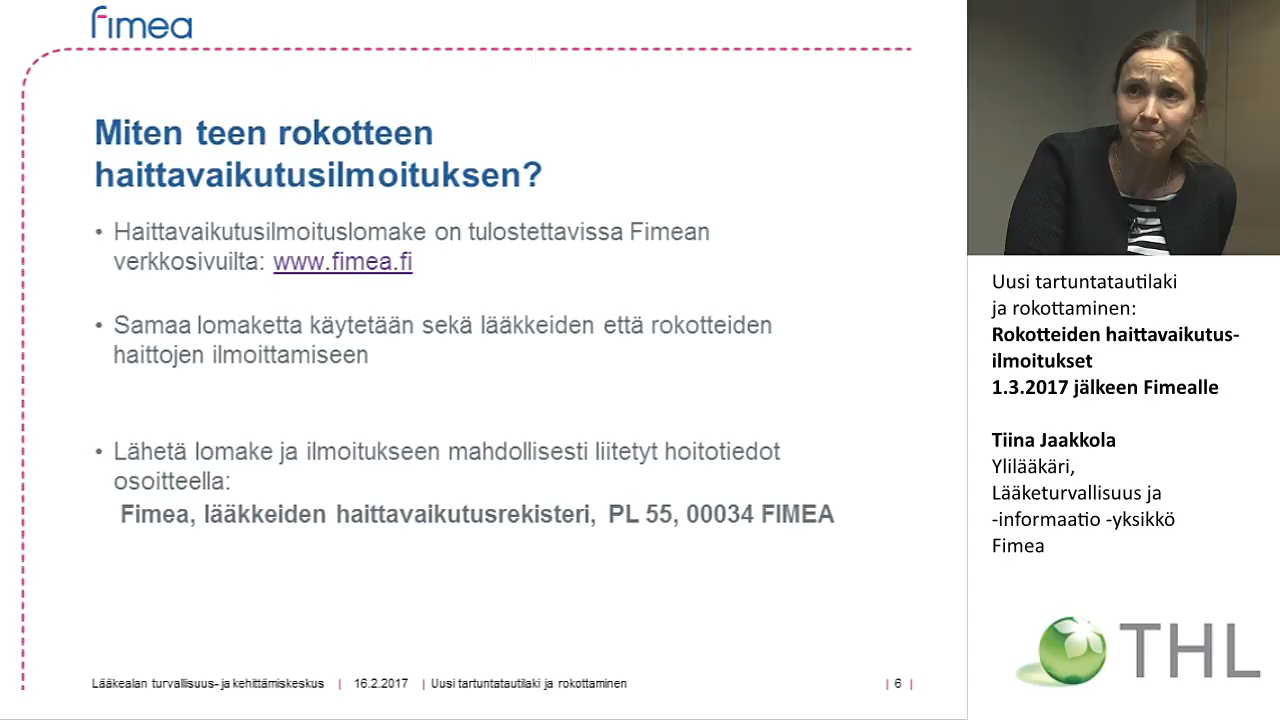 fimea
Miten teen rokotteen
haittavaikutusilmoituksen?
• Haittavaikutusilmoituslomake on tulostettavissa Fimean
verkkosivuilta: www.fimea.fi
• Samaa lomaketta käytetään sekä lääkkeiden että rokotteiden
haittojen ilmoittamiseen
• Lähetä lomake ja ilmoitukseen mahdollisesti liitetyt hoitotiedot
osoitteella:
Fimea, lääkkeiden haittavaikutusrekisteri, PL 55, 00034 FIMEA
Lääkealan turvallisuus- ja kehittämiskeskus | 16.2.2017 | Uusi tartuntatautilaki ja rokottaminen | 6 |
Uusi tartuntatautilaki
ja rokottaminen:
Rokotteiden haittavaikutus-
ilmoitukset
1.3.2017 jälkeen Fimealle
Tiina Jaakkola
Ylilääkäri,
Lääketurvallisuus ja
-informaatio -yksikkö
Fimea
THL